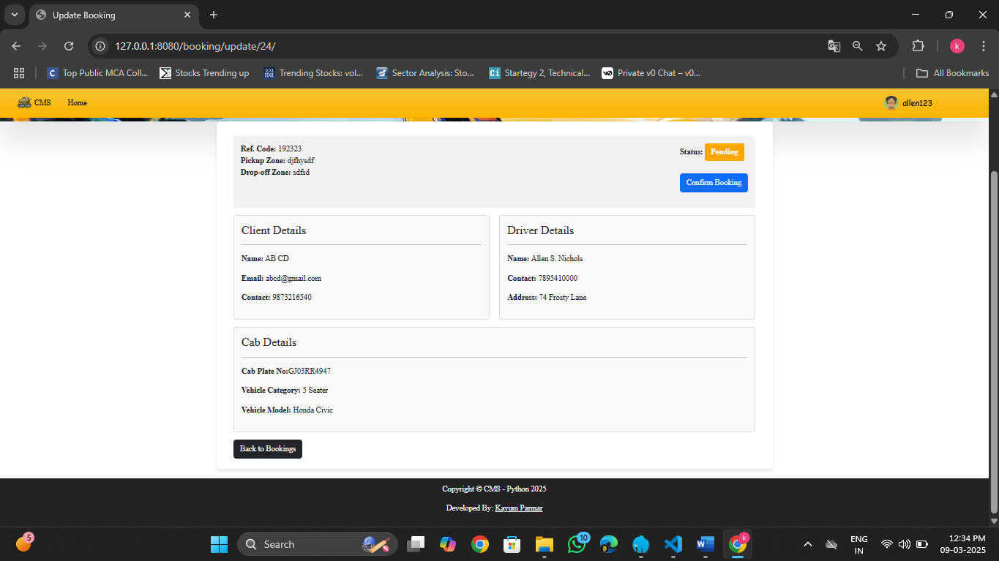 Update Booking
127.0.0.1:8080/booking/update/24/
k
Top Public MCA Coll...
Stocks Trending up
Trending Stocks: vol...
Sector Analysis: Sto...
Startegy 2, Technical...
Private v0 Chat – v0...
All Bookmarks
CMS
Home
allen123
Ref. Code: 192323
Pickup Zone: djfhysdf
Drop-off Zone: sdfsd
Status: Pending
Confirm Booking
Client Details
Name: AB CD
Email: abcd@gmail.com
Contact: 9873216540
Driver Details
Name: Allen S. Nichols
Contact: 7895410000
Address: 74 Frosty Lane
Cab Details
Cab Plate No:GJ03RR4947
Vehicle Category: 5 Seater
Vehicle Model: Honda Civic
Back to Bookings
Copyright © CMS - Python 2025
Developed By: Kayum Parmar
5
Search
10
k
ENG
IN
12:34 PM
09-03-2025